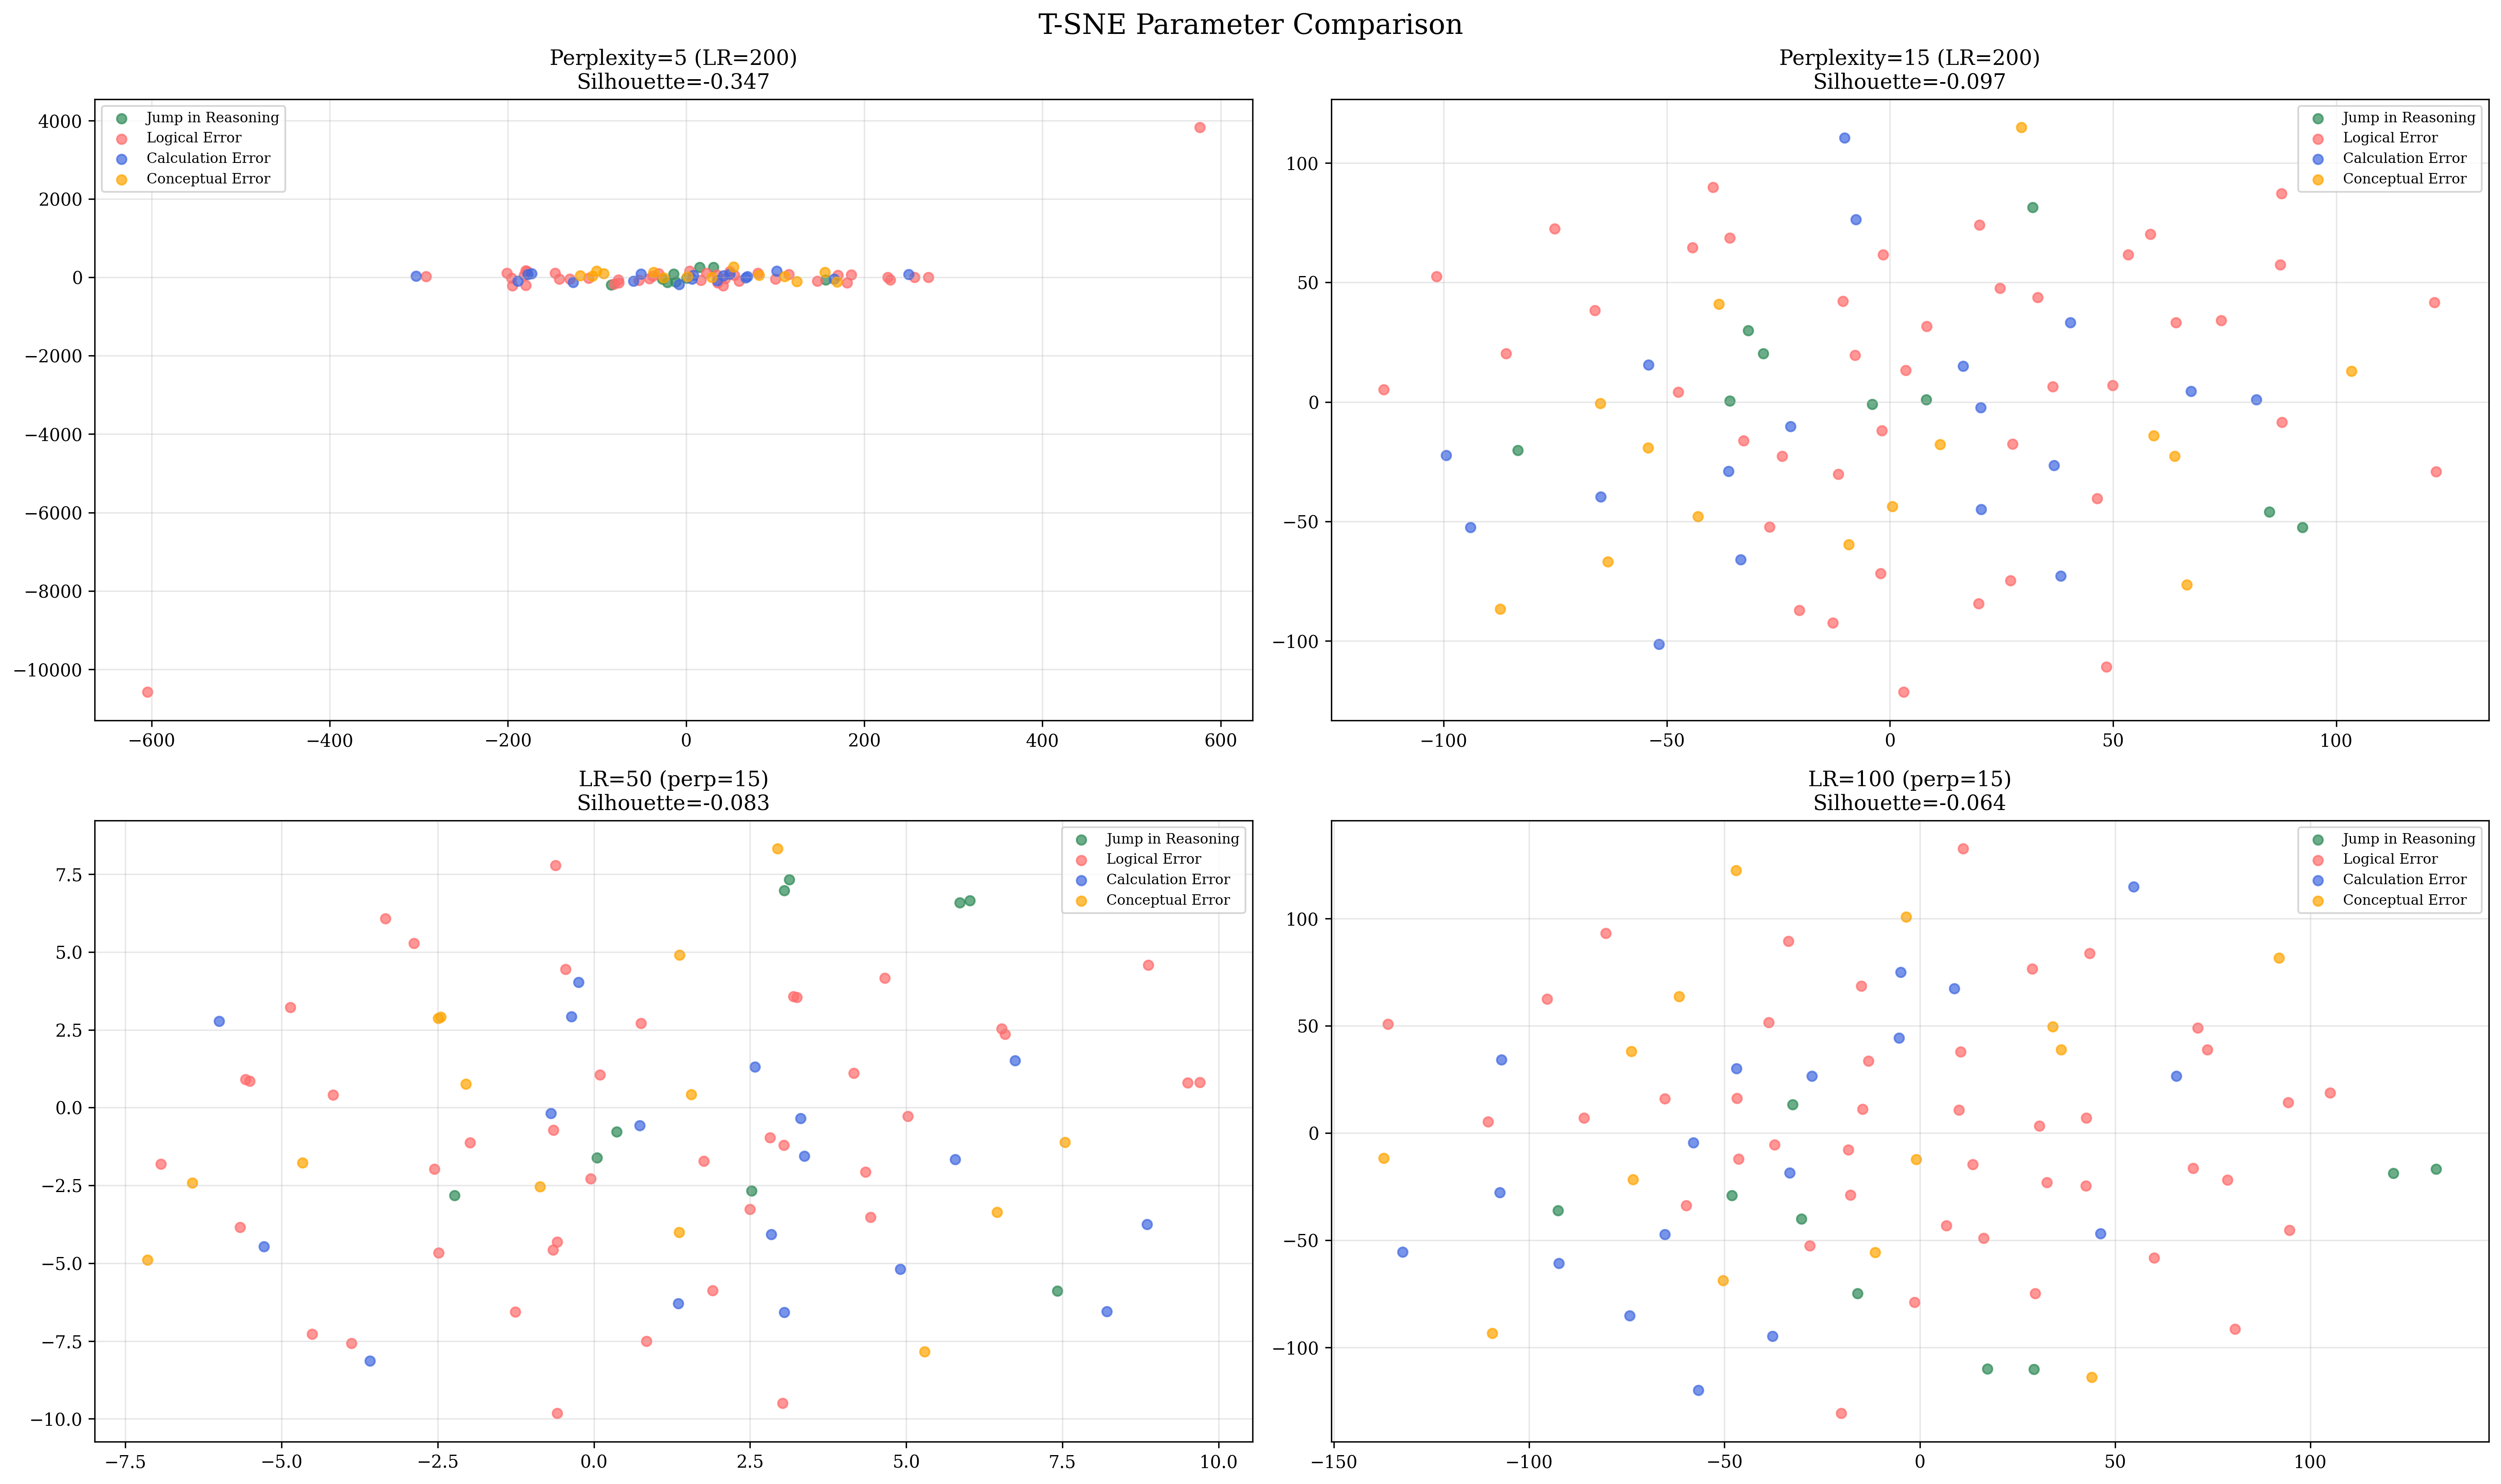 T-SNE Parameter Comparison
Perplexity=5 (LR=200)
Silhouette=-0.347
Jump in Reasoning
Logical Error
Calculation Error
Conceptual Error
4000
2000
0
−2000
−4000
−6000
−8000
−10000
−600 −400 −200 0 200 400 600
Perplexity=15 (LR=200)
Silhouette=-0.097
Jump in Reasoning
Logical Error
Calculation Error
Conceptual Error
100
50
0
−50
−100
−100 −50 0 50 100
LR=50 (perp=15)
Silhouette=-0.083
Jump in Reasoning
Logical Error
Calculation Error
Conceptual Error
7.5
5.0
2.5
0.0
−2.5
−5.0
−7.5
−10.0
−7.5 −5.0 −2.5 0.0 2.5 5.0 7.5 10.0
LR=100 (perp=15)
Silhouette=-0.064
Jump in Reasoning
Logical Error
Calculation Error
Conceptual Error
100
50
0
−50
−100
−150 −100 −50 0 50 100